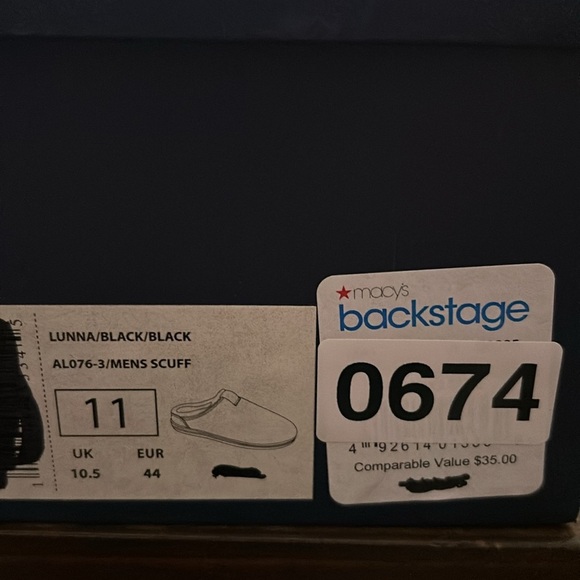 LUNNA/BLACK/BLACK
AL076-3/MENS SCUFF
11
UK EUR
10.5 44
macy's
backstage
0674
Comparable Value $35.00